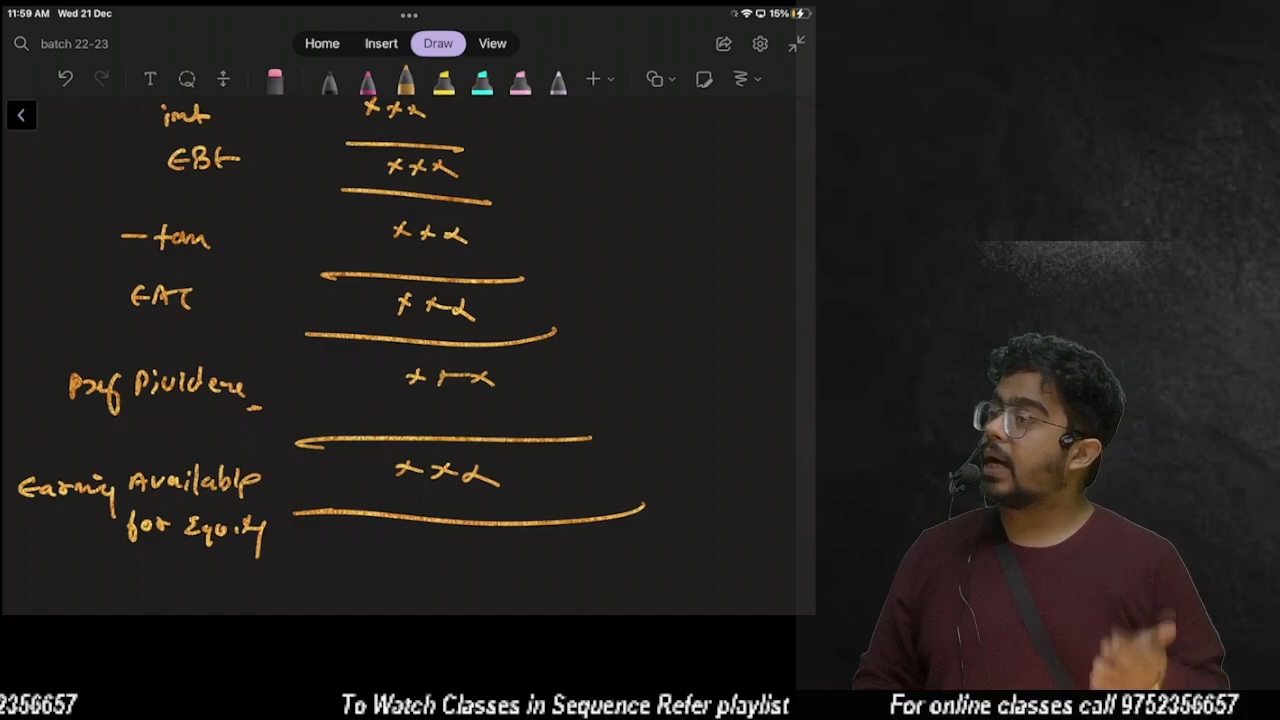 11:59 AM Wed 21 Dec
15%
batch 22-23
Home Insert Draw View
int xxx
EBT xxx
- tax xxx
EAT xxx
Pref Dividend xxx
Earning Available xxx
for Equity
2356657 To Watch Classes in Sequence Refer playlist For online classes call 9752356657